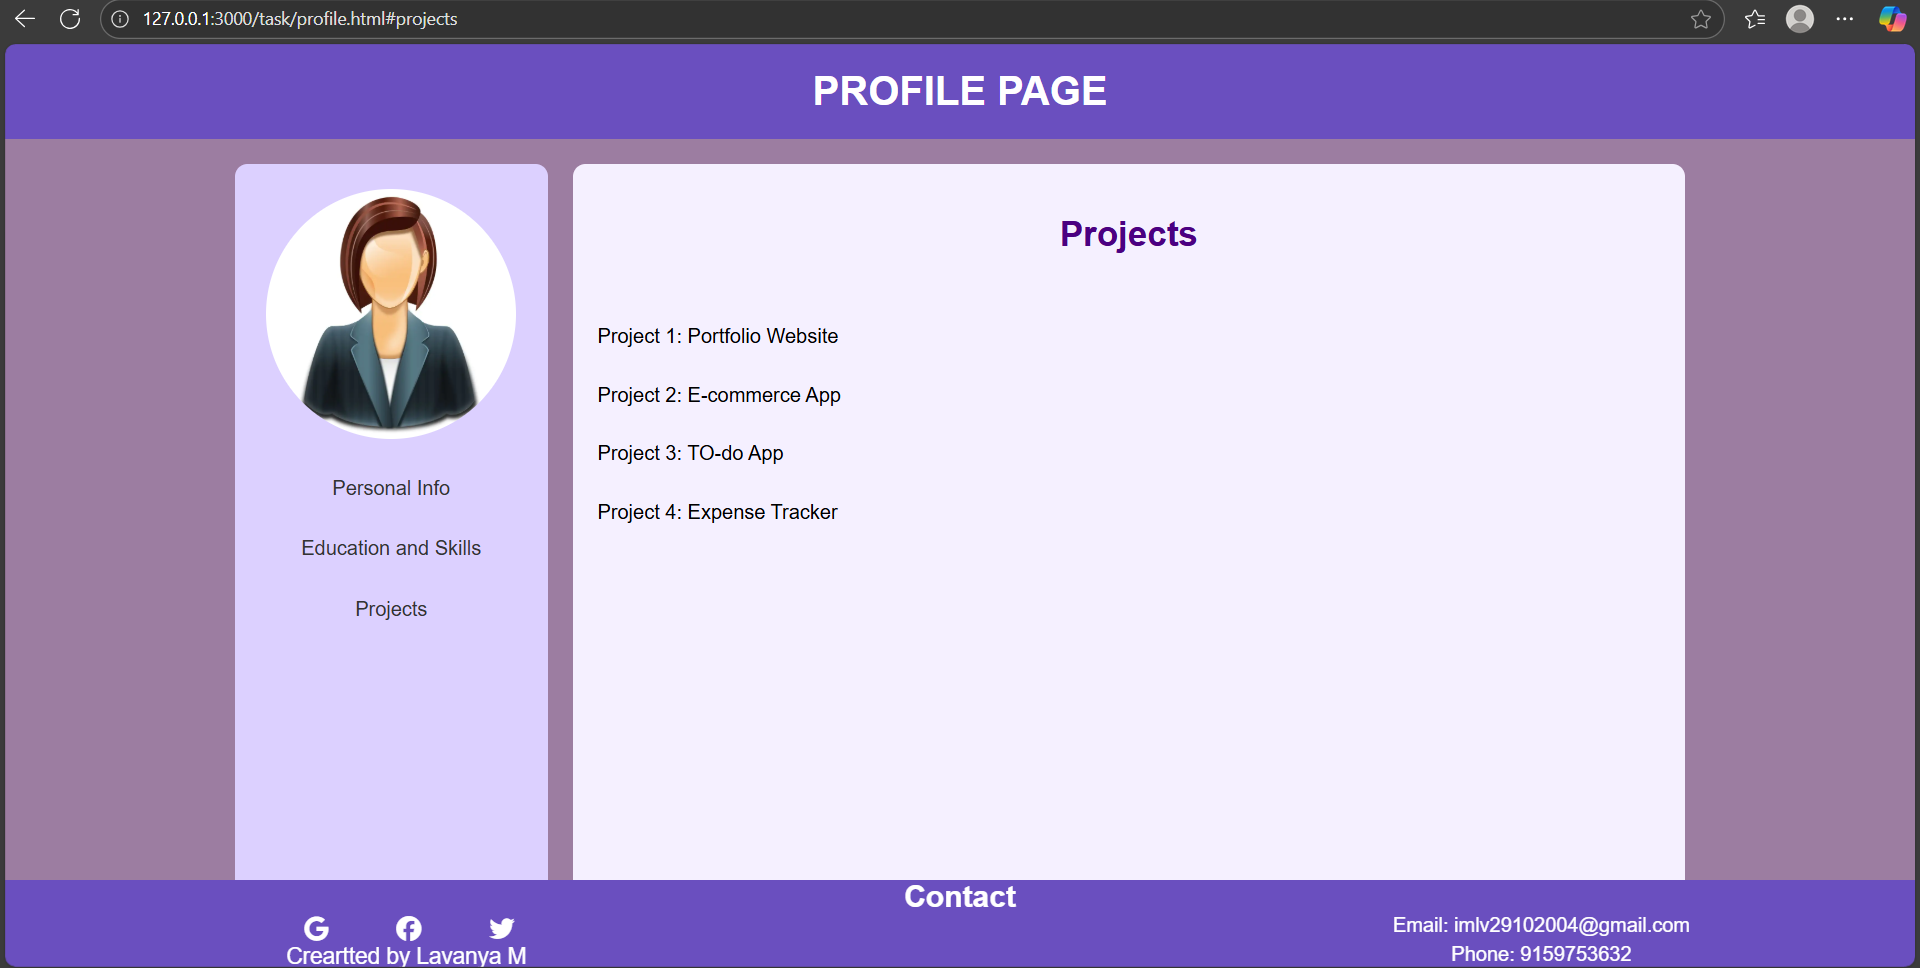 127.0.0.1:3000/task/profile.html#projects
PROFILE PAGE
Personal Info
Education and Skills
Projects
Projects
Project 1: Portfolio Website
Project 2: E-commerce App
Project 3: TO-do App
Project 4: Expense Tracker
Contact
Creartted by Lavanya M
Email: imlv29102004@gmail.com
Phone: 9159753632